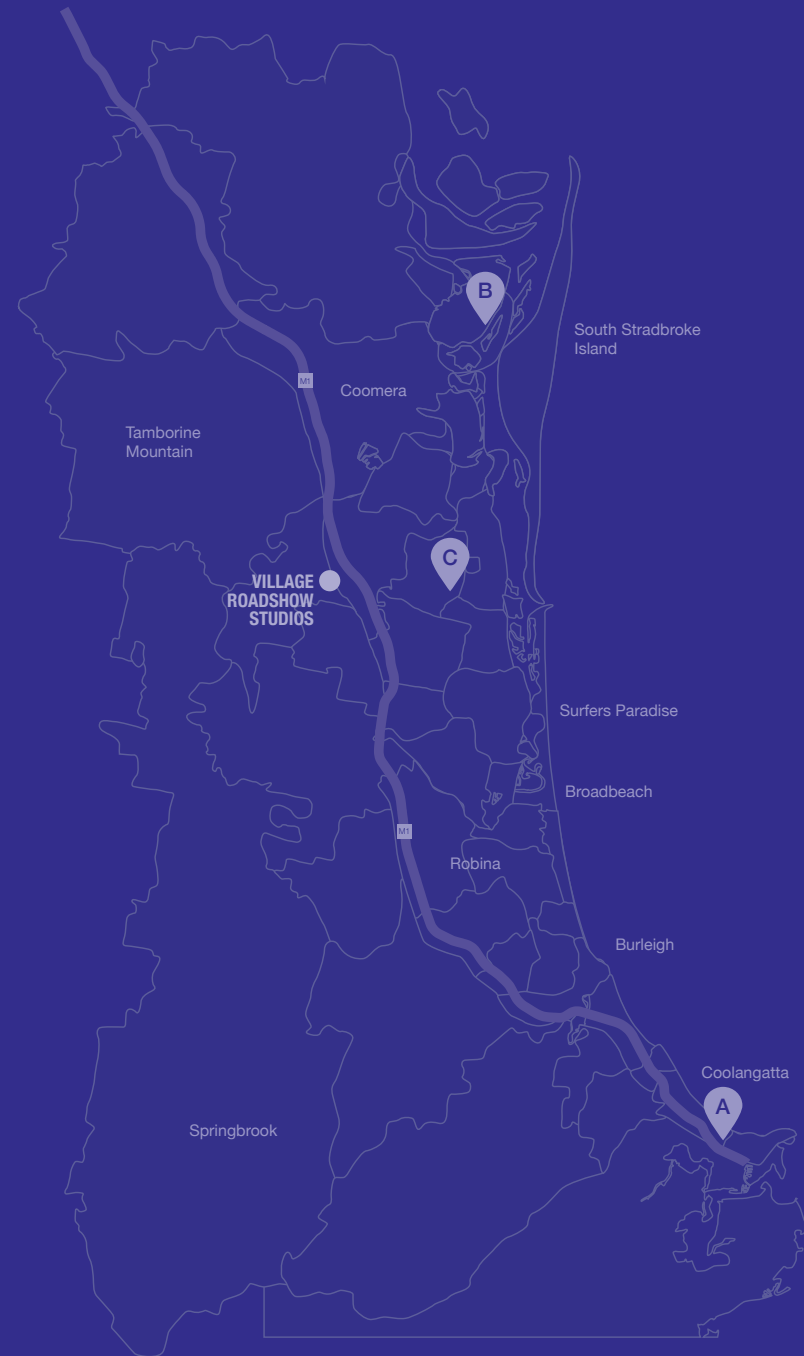 B
South Stradbroke
Island
M1
Coomera
Tamborine
Mountain
C
VILLAGE
ROADSHOW
STUDIOS
Surfers Paradise
Broadbeach
M1
Robina
Burleigh
Coolangatta
A
Springbrook